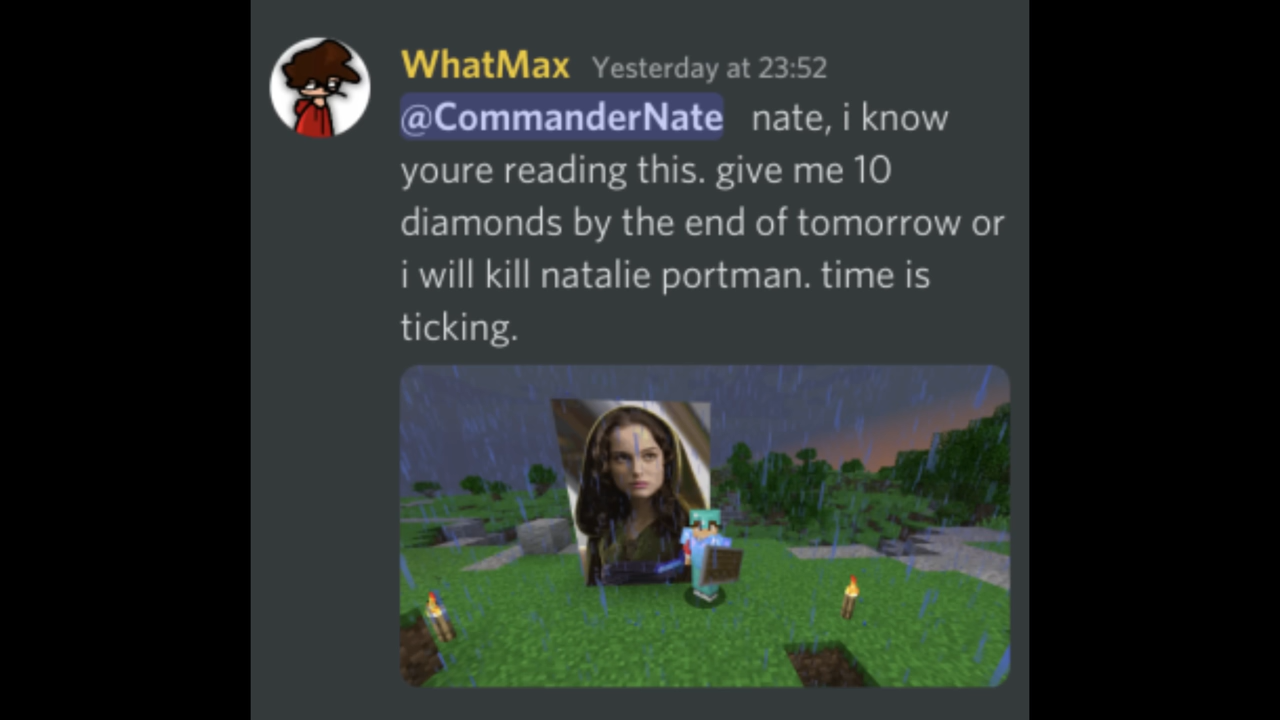 WhatMax Yesterday at 23:52
@CommanderNate nate, i know
youre reading this. give me 10
diamonds by the end of tomorrow or
i will kill natalie portman. time is
ticking.